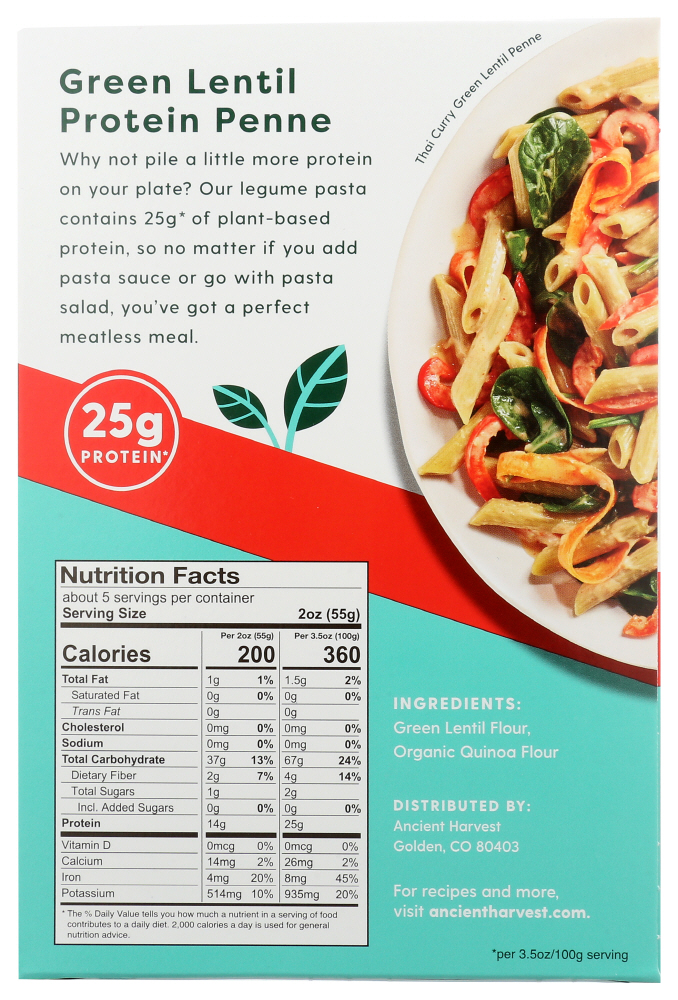 Green Lentil
Protein Penne
Why not pile a little more protein
on your plate? Our legume pasta
contains 25g* of plant-based
protein, so no matter if you add
pasta sauce or go with pasta
salad, you've got a perfect
meatless meal.
Thai Curry Green Lentil Penne
25g
PROTEIN*
Nutrition Facts
about 5 servings per container
Serving Size 2oz (55g)
Per 2oz (55g) Per 3.5oz (100g)
Calories 200 360
Total Fat 1g 1% 1.5g 2%
Saturated Fat 0g 0% 0g 0%
Trans Fat 0g 0g
Cholesterol 0mg 0% 0mg 0%
Sodium 0mg 0% 0mg 0%
Total Carbohydrate 37g 13% 67g 24%
Dietary Fiber 2g 7% 4g 14%
Total Sugars 1g 2g
Incl. Added Sugars 0g 0% 0g 0%
Protein 14g 25g
Vitamin D 0mcg 0% 0mcg 0%
Calcium 14mg 2% 26mg 2%
Iron 4mg 20% 8mg 45%
Potassium 514mg 10% 935mg 20%
* The % Daily Value tells you how much a nutrient in a serving of food
contributes to a daily diet. 2,000 calories a day is used for general
nutrition advice.
INGREDIENTS:
Green Lentil Flour,
Organic Quinoa Flour
DISTRIBUTED BY:
Ancient Harvest
Golden, CO 80403
For recipes and more,
visit ancientharvest.com.
*per 3.5oz/100g serving